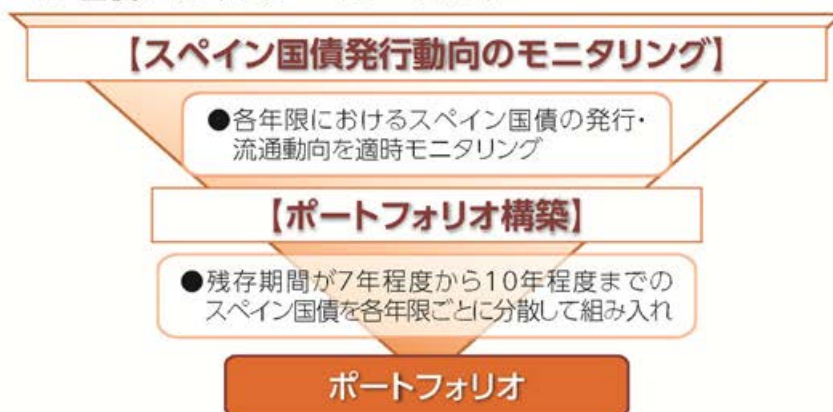 【スペイン国債発行動向のモニタリング】
●各年限におけるスペイン国債の発行・
流通動向を適時モニタリング
【ポートフォリオ構築】
●残存期間が7年程度から10年程度までの
スペイン国債を各年限ごとに分散して組み入れ
ポートフォリオ